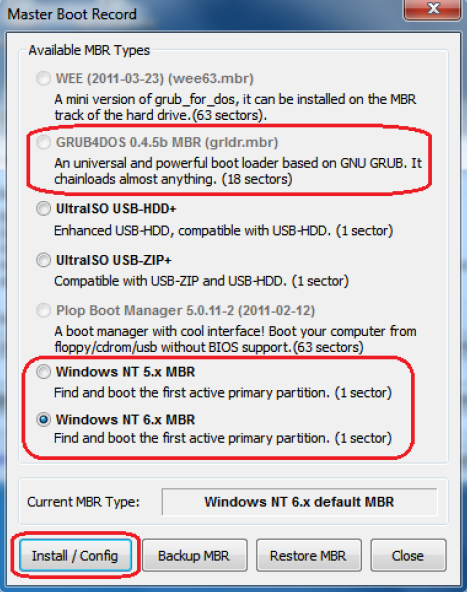 Master Boot Record
Available MBR Types
WEE (2011-03-23) (wee63.mbr)
A mini version of grub_for_dos, it can be installed on the MBR
track of the hard drive.(63 sectors).
GRUB4DOS 0.4.5b MBR (grldr.mbr)
An universal and powerful boot loader based on GNU GRUB. It
chainloads almost anything. (18 sectors)
UltraISO USB-HDD+
Enhanced USB-HDD, compatible with USB-HDD. (1 sector)
UltraISO USB-ZIP+
Compatible with USB-ZIP and USB-HDD. (1 sector)
Plop Boot Manager 5.0.11-2 (2011-02-12)
A boot manager with cool interface! Boot your computer from
floppy/cdrom/usb without BIOS support.(63 sectors)
Windows NT 5.x MBR
Find and boot the first active primary partition. (1 sector)
Windows NT 6.x MBR
Find and boot the first active primary partition. (1 sector)
Current MBR Type: Windows NT 6.x default MBR
Install / Config Backup MBR Restore MBR Close